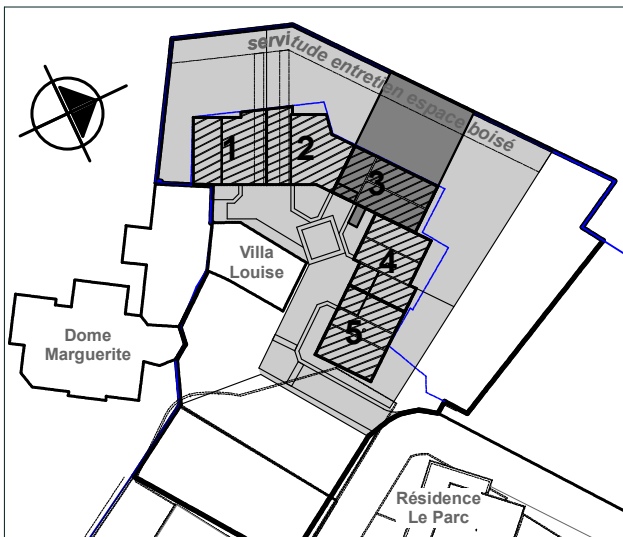 servitude entretien espace boisé
1
2
3
4
5
Villa
Louise
Dome
Marguerite
Résidence
Le Parc